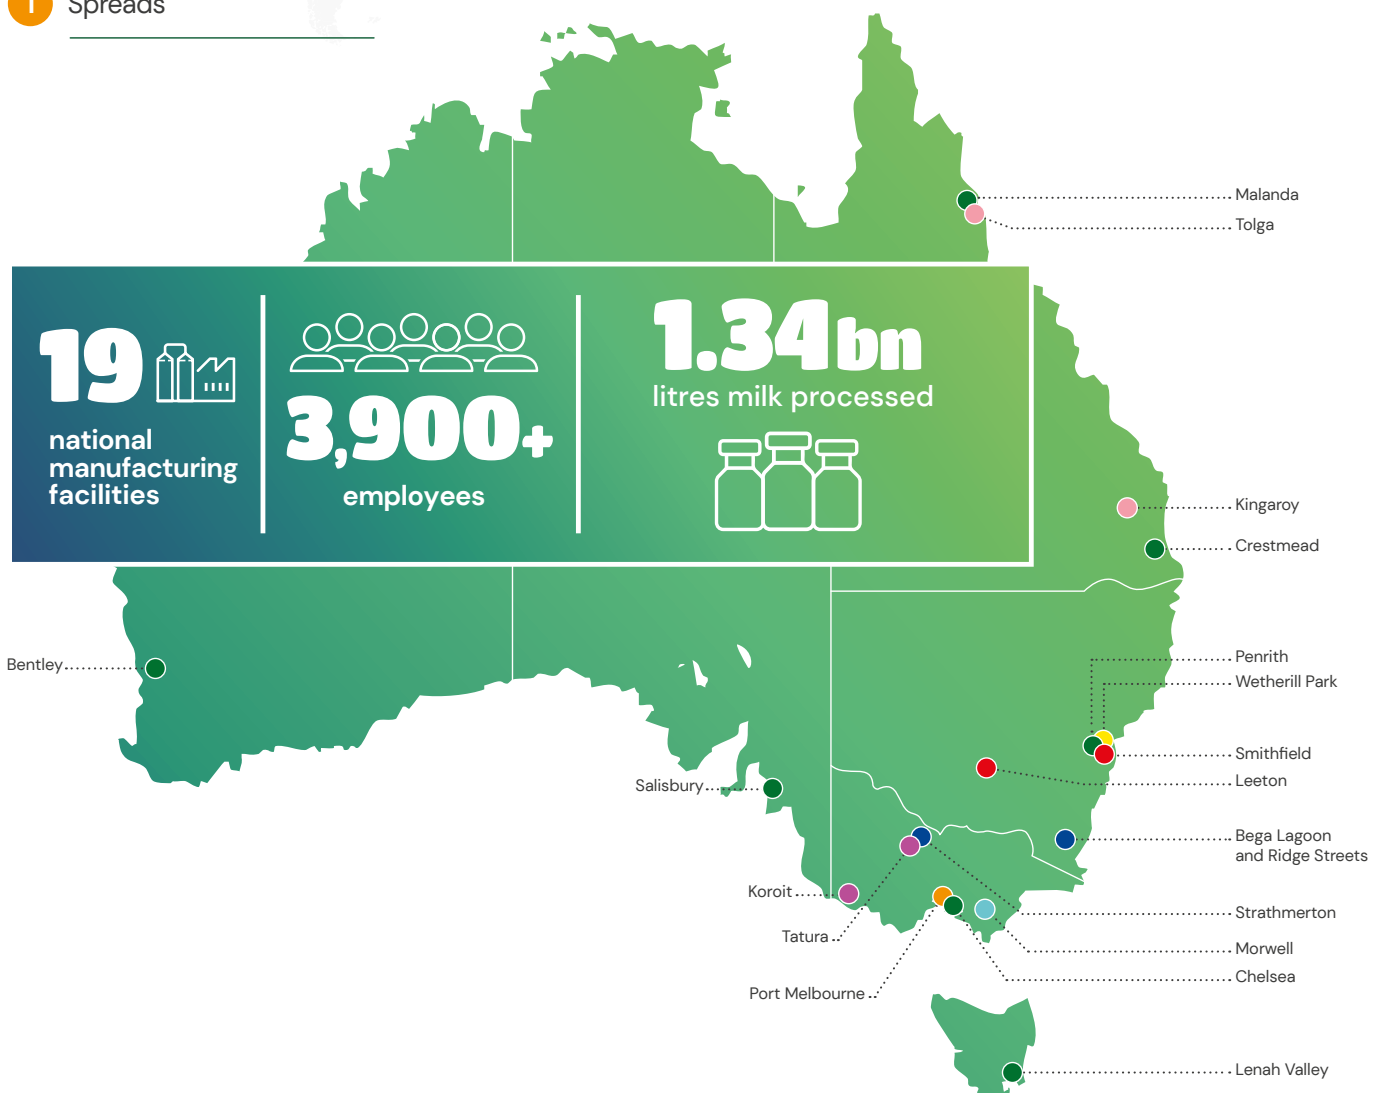 1 Spreads
19
national
manufacturing
facilities
3,900+
employees
1.34bn
litres milk processed
Malanda
Tolga
Kingaroy
Crestmead
Bentley
Penrith
Wetherill Park
Smithfield
Leeton
Salisbury
Bega Lagoon
and Ridge Streets
Koroit
Strathmerton
Tatura
Morwell
Chelsea
Port Melbourne
Lenah Valley